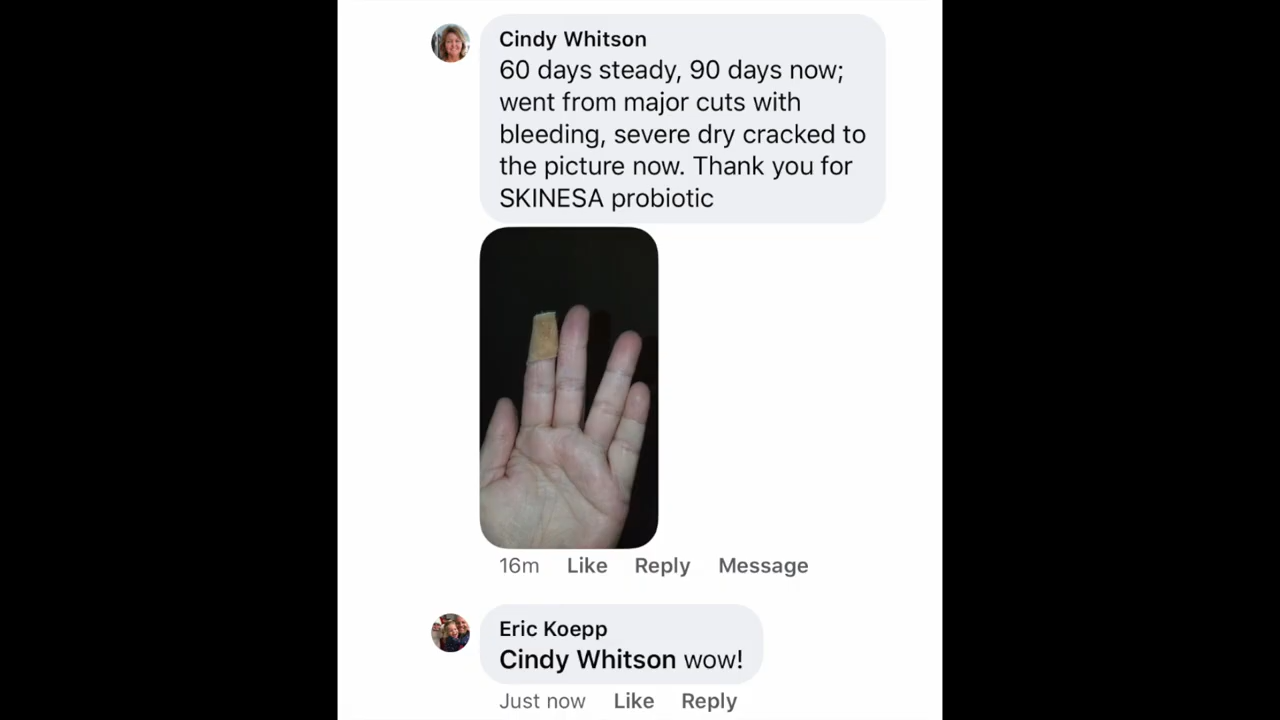 Cindy Whitson
60 days steady, 90 days now;
went from major cuts with
bleeding, severe dry cracked to
the picture now. Thank you for
SKINESA probiotic
16m Like Reply Message
Eric Koepp
Cindy Whitson wow!
Just now Like Reply